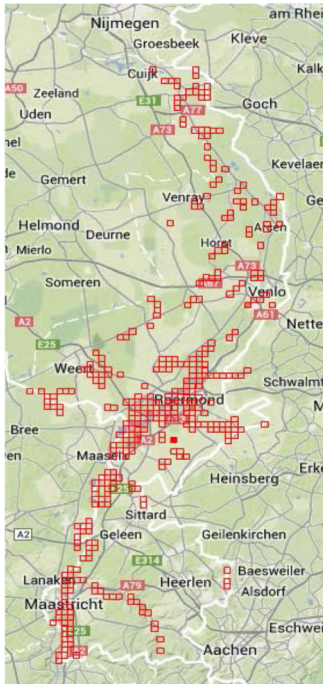 am Rhei
Nijmegen
Groesbeek
Kleve
Cuijk
A50
Zeeland
E31
Goch
A77
Uden
A73
Kevelaer
Gemert
Venray
Helmond
Deurne
Mierlo
Horst
A73
Someren
A67
Venlo
A2
A61
Nette
E25
Weert
Schwalmt
Roermond
Bree
A2
Maaseik
Heinsberg
Erke
Sittard
A2
Geleen
Geilenkirchen
E314
Lanaken
A79
Heerlen
Baesweiler
Alsdorf
Maastricht
Eschwei
Aachen